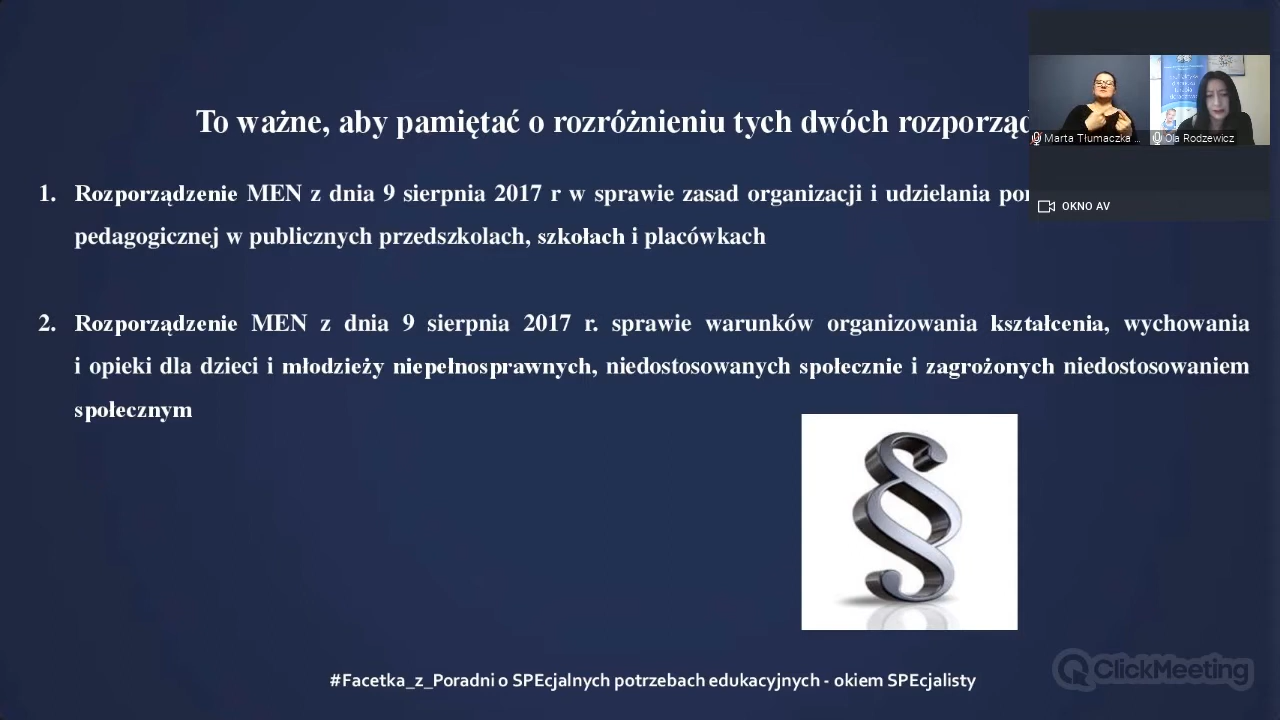 To ważne, aby pamiętać o rozróżnieniu tych dwóch
1. Rozporządzenie MEN z dnia 9 sierpnia 2017 r w sprawie zasad organizacji i udzielania
pedagogicznej w publicznych przedszkolach, szkołach i placówkach
2. Rozporządzenie MEN z dnia 9 sierpnia 2017 r. sprawie warunków organizowania kształcenia, wychowania
i opieki dla dzieci i młodzieży niepełnosprawnych, niedostosowanych społecznie i zagrożonych niedostosowaniem
społecznym
§
#Facetka_z_Poradni o SPEcjalnych potrzebach edukacyjnych - okiem SPEcjalisty
Marta Tłumaczka ...
Ola Rodzewicz
OKNO AV
ClickMeeting